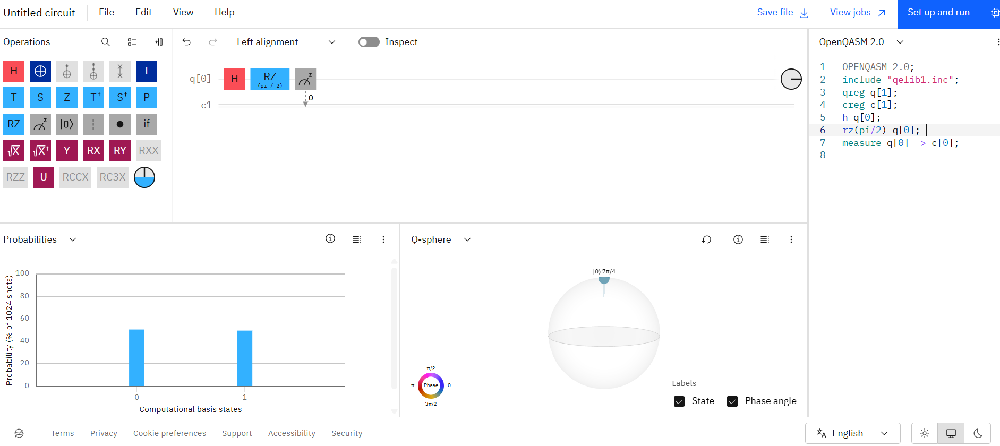 Untitled circuit File Edit View Help Save file View jobs Set up and run
Operations
H I
T S Z T† S† P
RZ z |0⟩ if
√X √X† Y RX RY RXX
RZZ U RCCX RC3X
Left alignment Inspect
q[0] H RZ (pi / 2) z
0
c1
OpenQASM 2.0
1 OPENQASM 2.0;
2 include "qelib1.inc";
3 qreg q[1];
4 creg c[1];
5 h q[0];
6 rz(pi/2) q[0];
7 measure q[0] -> c[0];
8
Probabilities
Probability (% of 1024 shots)
100
80
60
40
20
0
0 1
Computational basis states
Q-sphere
|0⟩ 7π/4
π/2
π Phase 0
3π/2
Labels
State Phase angle
Terms Privacy Cookie preferences Support Accessibility Security English